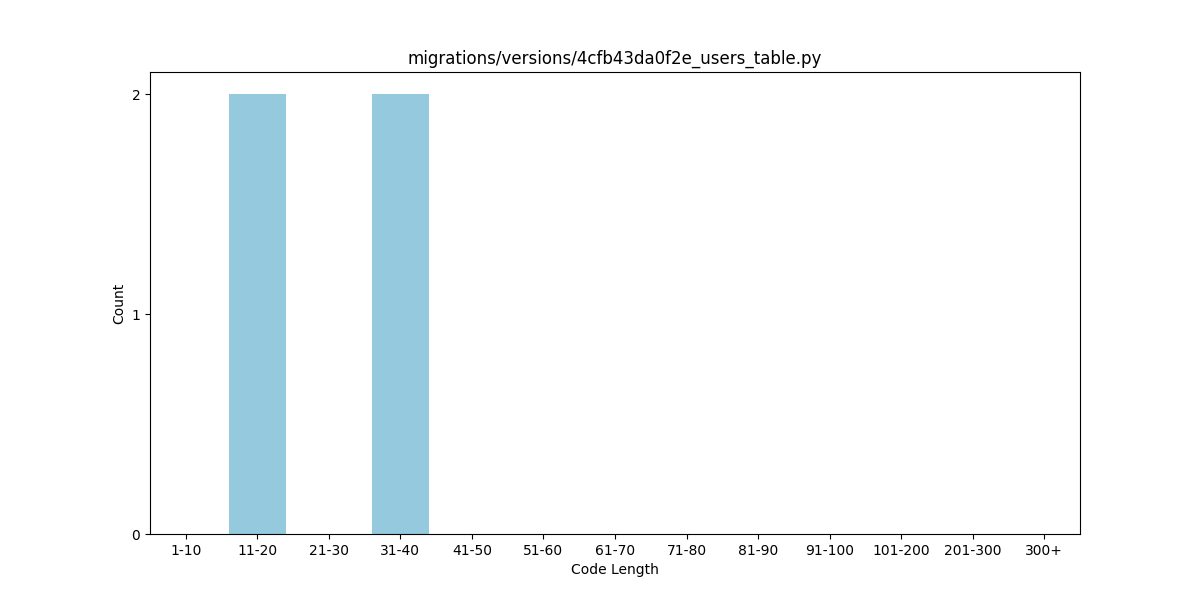 migrations/versions/4cfb43da0f2e_users_table.py
2
1
0
Count
1-10 11-20 21-30 31-40 41-50 51-60 61-70 71-80 81-90 91-100 101-200 201-300 300+
Code Length